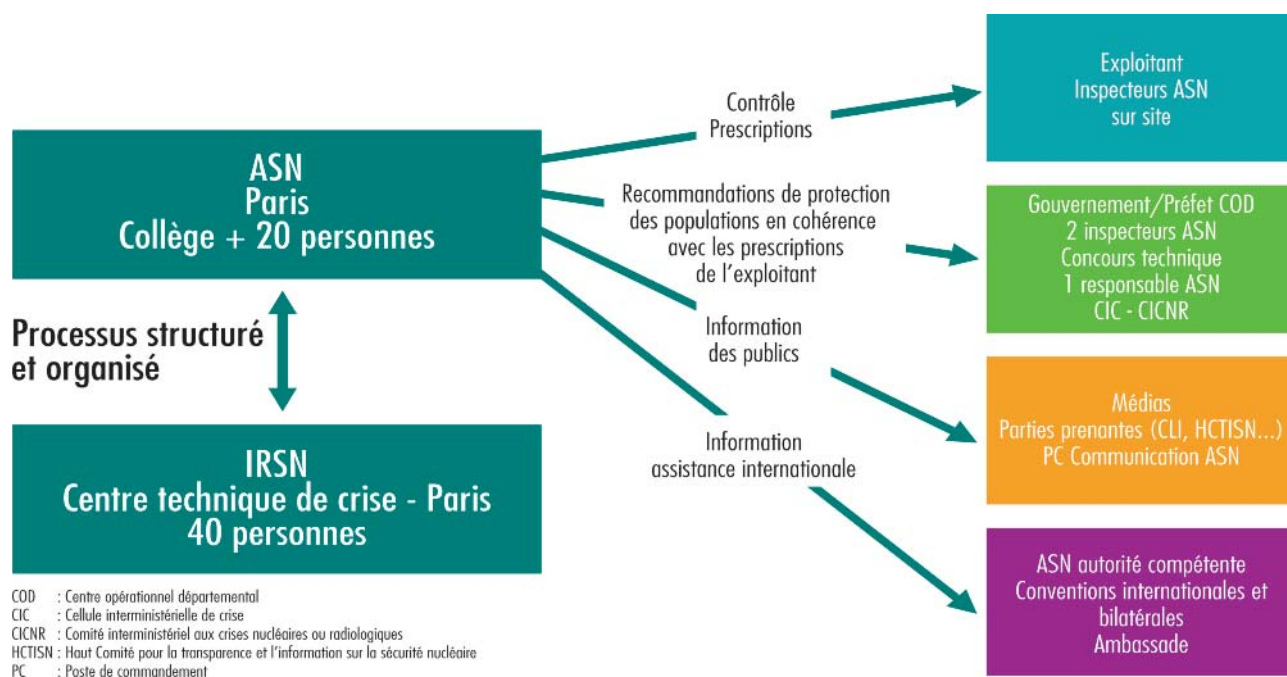 ASN
Paris
Collège + 20 personnes
Processus structuré
et organisé
IRSN
Centre technique de crise - Paris
40 personnes
Contrôle
Prescriptions
Recommandations de protection
des populations en cohérence
avec les prescriptions
de l'exploitant
Information
des publics
Information
assistance internationale
Exploitant
Inspecteurs ASN
sur site
Gouvernement/Préfet COD
2 inspecteurs ASN
Concours technique
1 responsable ASN
CIC - CICNR
Médias
Parties prenantes (CLI, HCTISN...)
PC Communication ASN
ASN autorité compétente
Conventions internationales et
bilatérales
Ambassade
COD : Centre opérationnel départemental
CIC : Cellule interministérielle de crise
CICNR : Comité interministériel aux crises nucléaires ou radiologiques
HCTISN : Haut Comité pour la transparence et l'information sur la sécurité nucléaire
PC : Poste de commandement